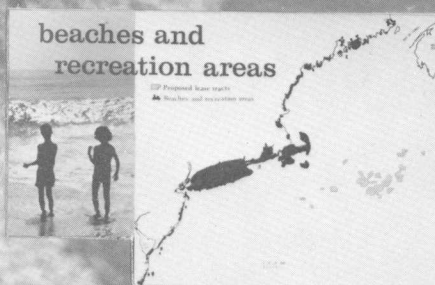 beaches and
recreation areas
Proposed lease tracts
Beaches and recreation areas